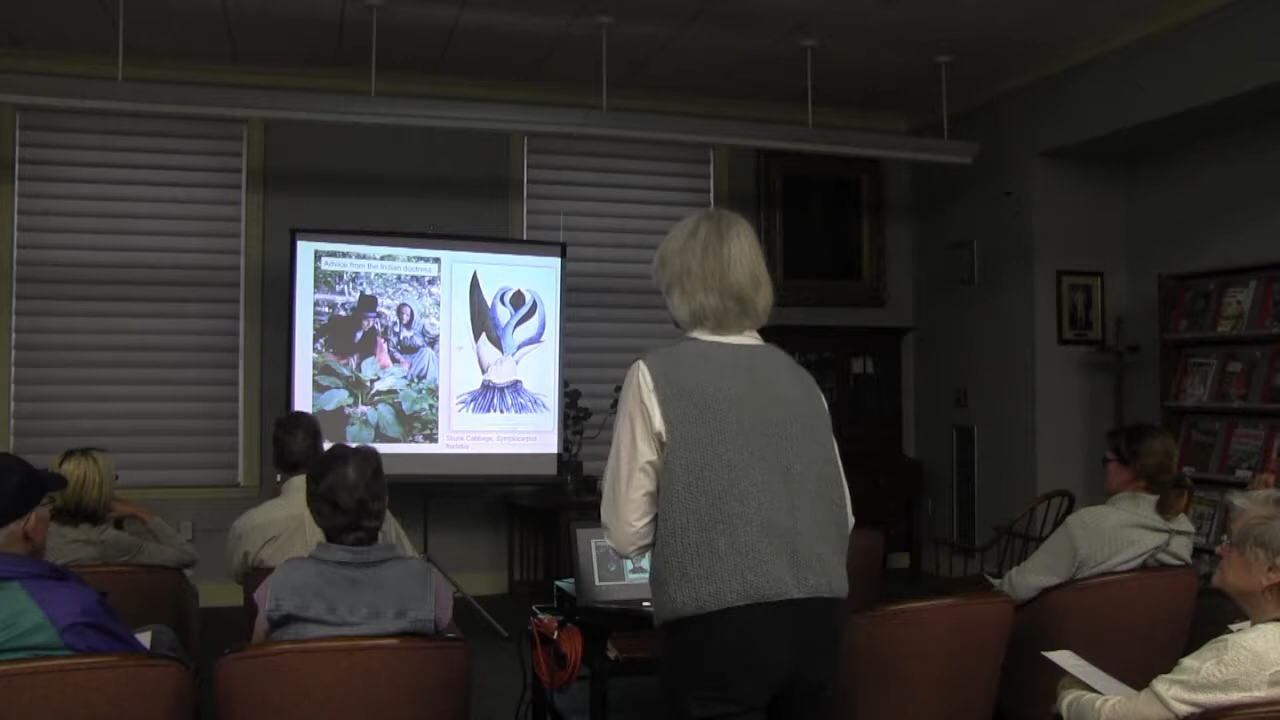 Advice from the Indian doctress
Skunk Cabbage, Symplocarpus
foetidus